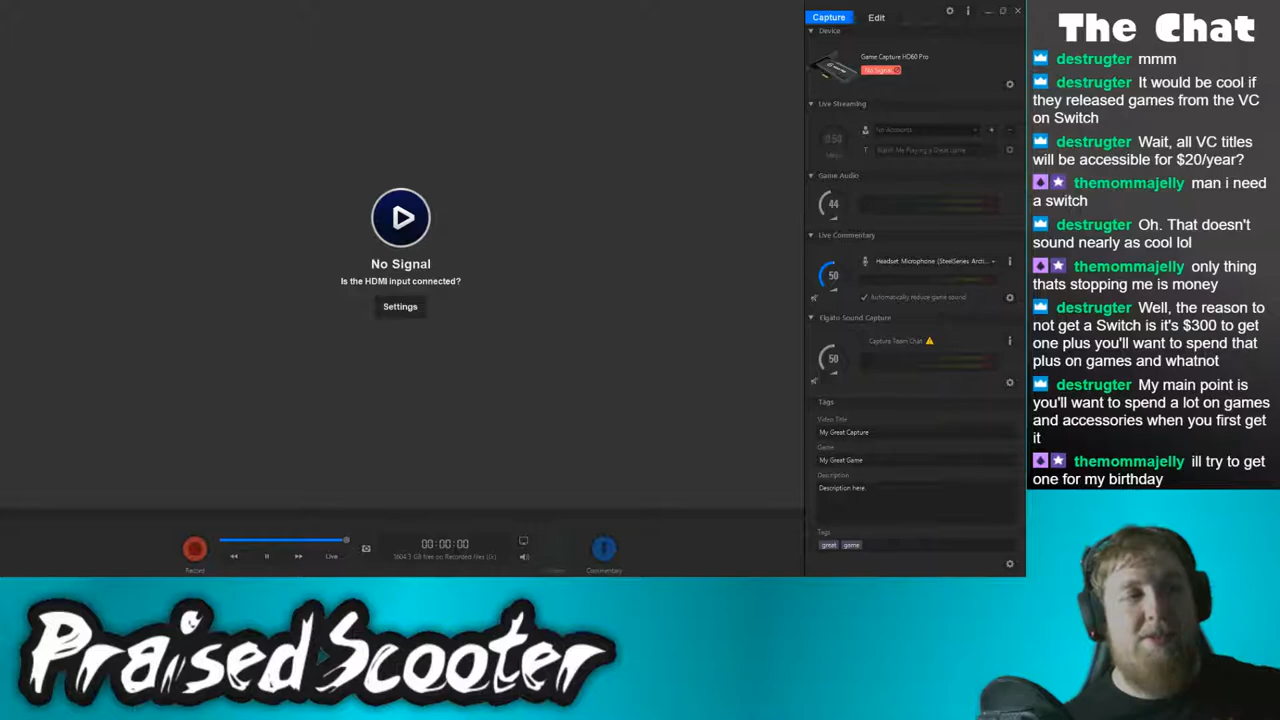 Capture Edit
Device
Game Capture HD60 Pro
No Signal
Live Streaming
No Accounts
Game Audio
44
Live Commentary
Headset Microphone (SteelSeries Arcti...
50
Automatically reduce game sound
Elgato Sound Capture
Capture Team Chat
50
Tags
Video Title
My Great Capture
Game
My Great Game
Description
Description here.
Tags
great game
No Signal
Is the HDMI input connected?
Settings
Live
00:00:00
Record
Commentary
The Chat
destrugter mmm
destrugter It would be cool if
they released games from the VC
on Switch
destrugter Wait, all VC titles
will be accessible for $20/year?
themommajelly man i need
a switch
destrugter Oh. That doesn't
sound nearly as cool lol
themommajelly only thing
thats stopping me is money
destrugter Well, the reason to
not get a Switch is it's $300 to get
one plus you'll want to spend that
plus on games and whatnot
destrugter My main point is
you'll want to spend a lot on games
and accessories when you first get
it
themommajelly ill try to get
one for my birthday
PraisedScooter